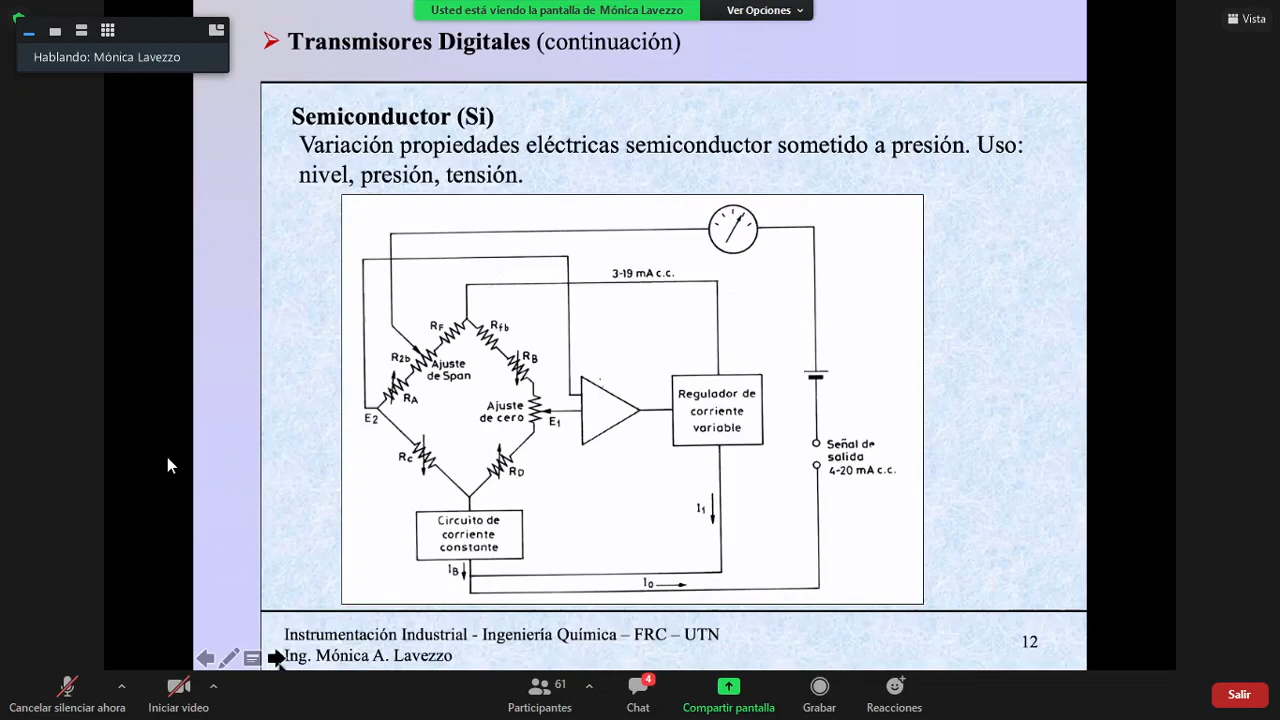 Usted está viendo la pantalla de Mónica Lavezzo
Ver Opciones
Vista
Hablando: Mónica Lavezzo
Transmisores Digitales (continuación)
Semiconductor (Si)
Variación propiedades eléctricas semiconductor sometido a presión. Uso:
nivel, presión, tensión.
3-19 mA c.c.
RF
Rfb
R2b
Ajuste
de Span
RB
RA
E2
Ajuste
de cero
E1
Regulador de
corriente
variable
Señal de
salida
4-20 mA c.c.
Rc
RD
I1
Circuito de
corriente
constante
IB
Io
Instrumentación Industrial - Ingeniería Química – FRC – UTN
Ing. Mónica A. Lavezzo
12
Cancelar silenciar ahora
Iniciar video
61
Participantes
4
Chat
Compartir pantalla
Grabar
Reacciones
Salir